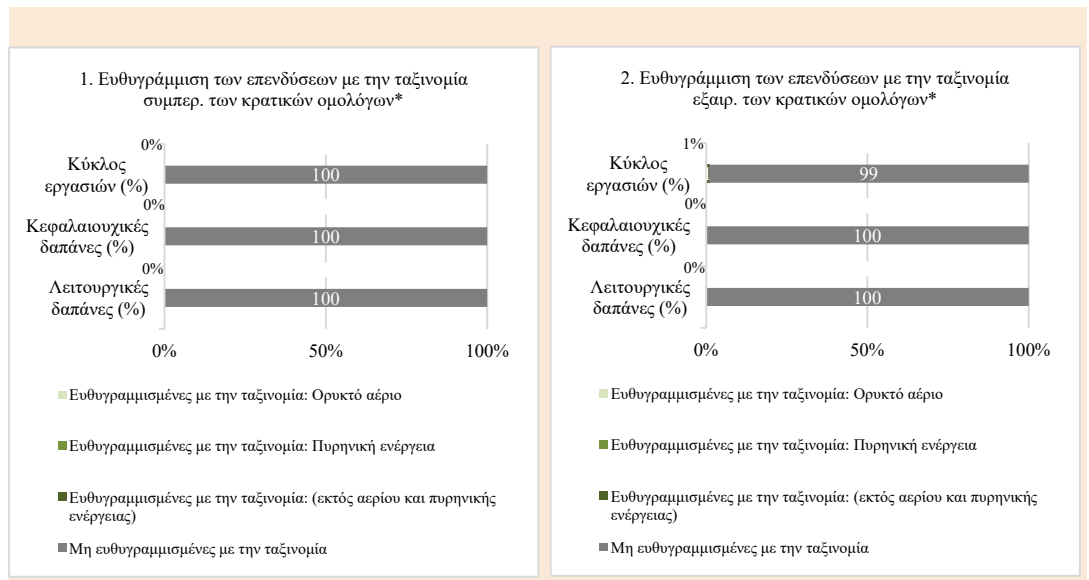 1. Ευθυγράμμιση των επενδύσεων με την ταξινομία
συμπερ. των κρατικών ομολόγων*
0%
Κύκλος
εργασιών (%)
100
0%
Κεφαλαιουχικές
δαπάνες (%)
100
0%
Λειτουργικές
δαπάνες (%)
100
0% 50% 100%
Ευθυγραμμισμένες με την ταξινομία: Ορυκτό αέριο
Ευθυγραμμισμένες με την ταξινομία: Πυρηνική ενέργεια
Ευθυγραμμισμένες με την ταξινομία: (εκτός αερίου και πυρηνικής
ενέργειας)
Μη ευθυγραμμισμένες με την ταξινομία
2. Ευθυγράμμιση των επενδύσεων με την ταξινομία
εξαιρ. των κρατικών ομολόγων*
1%
Κύκλος
εργασιών (%)
1 99
0%
Κεφαλαιουχικές
δαπάνες (%)
100
0%
Λειτουργικές
δαπάνες (%)
100
0% 50% 100%
Ευθυγραμμισμένες με την ταξινομία: Ορυκτό αέριο
Ευθυγραμμισμένες με την ταξινομία: Πυρηνική ενέργεια
Ευθυγραμμισμένες με την ταξινομία: (εκτός αερίου και πυρηνικής
ενέργειας)
Μη ευθυγραμμισμένες με την ταξινομία